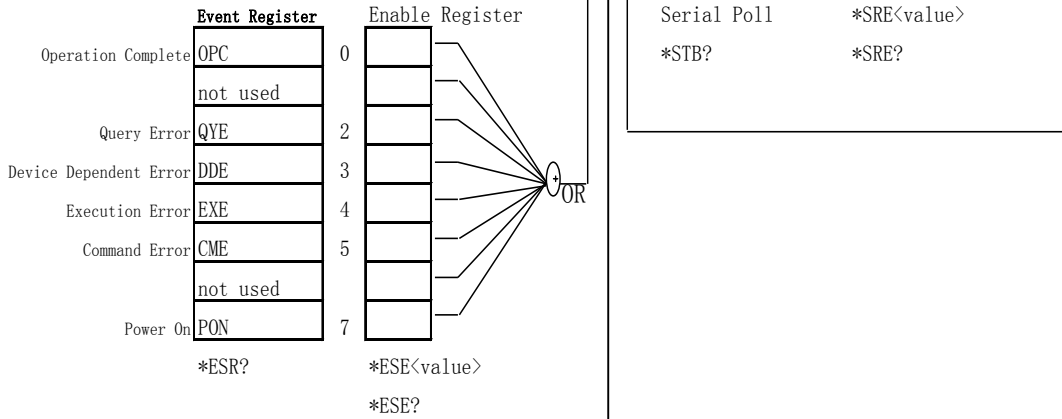 Event Register Enable Register
Operation Complete OPC 0
not used
Query Error QYE 2
Device Dependent Error DDE 3
Execution Error EXE 4
Command Error CME 5
not used
Power On PON 7
*ESR? *ESE<value>
*ESE?
+
OR
Serial Poll *SRE<value>
*STB? *SRE?